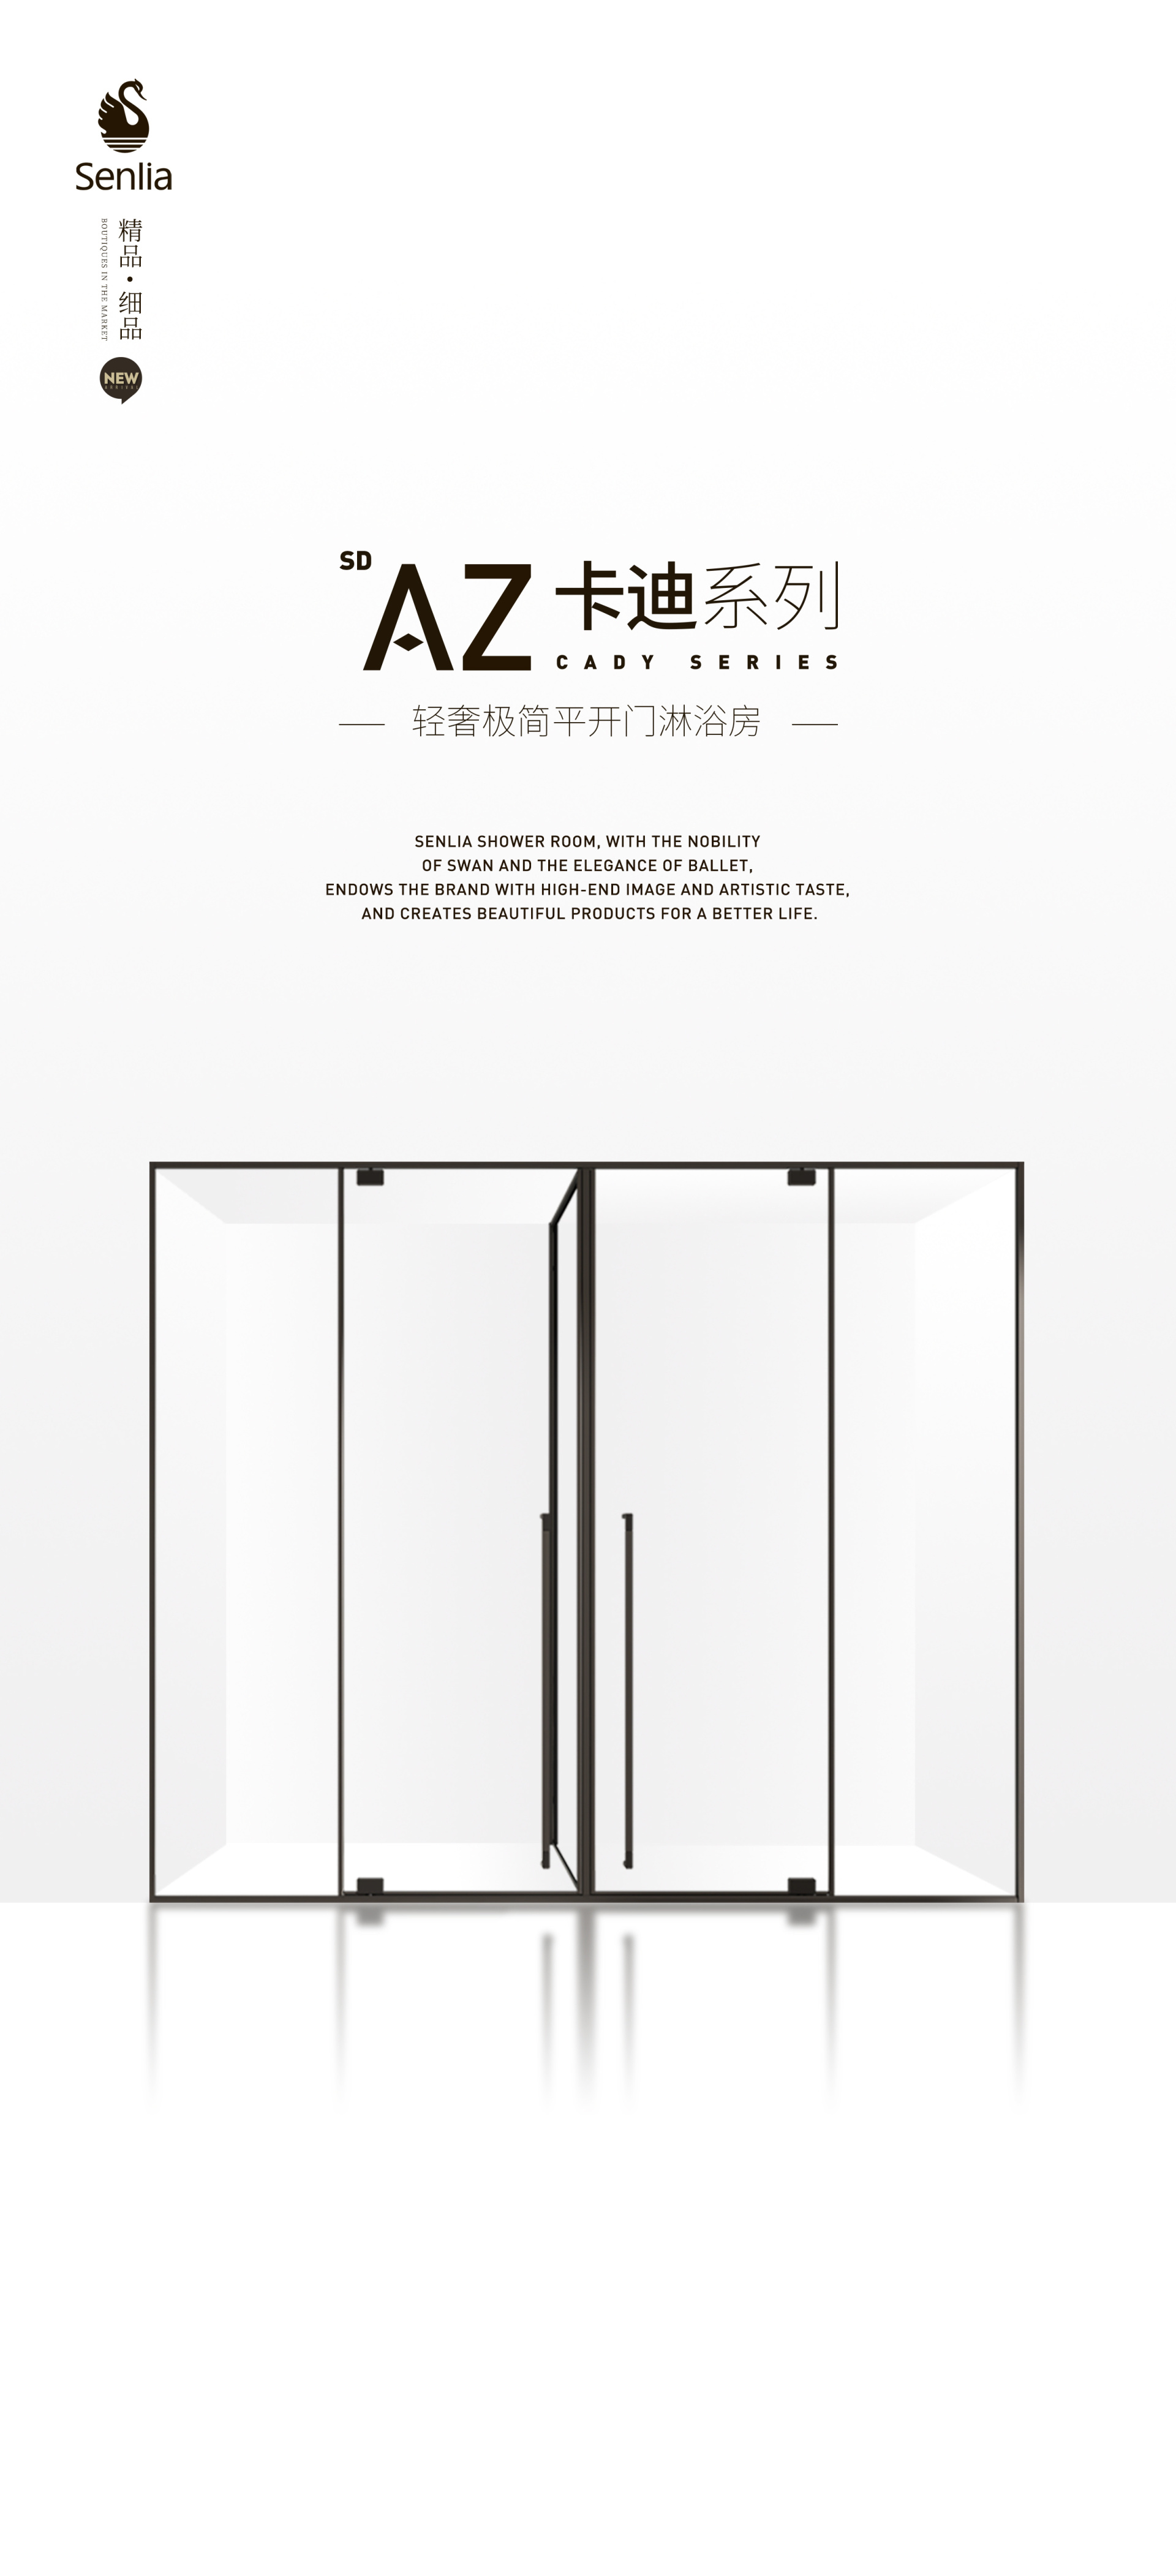 Senlia
精品·细品
BOUTIQUES IN THE MARKET
NEW
ARRIVAL
SD
AZ 卡迪系列
CADY SERIES
轻奢极简平开门淋浴房
SENLIA SHOWER ROOM, WITH THE NOBILITY
OF SWAN AND THE ELEGANCE OF BALLET,
ENDOWS THE BRAND WITH HIGH-END IMAGE AND ARTISTIC TASTE,
AND CREATES BEAUTIFUL PRODUCTS FOR A BETTER LIFE.